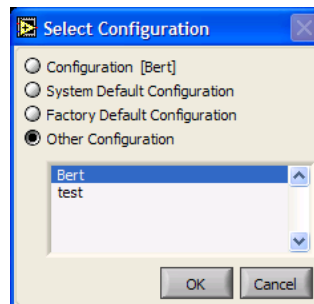 Select Configuration
Configuration [Bert]
System Default Configuration
Factory Default Configuration
Other Configuration
Bert
test
OK Cancel